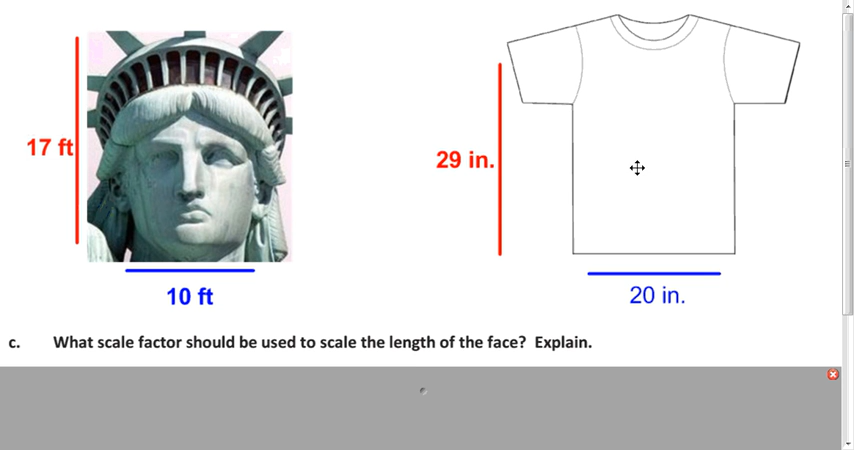 17 ft
29 in.
10 ft
20 in.
c. What scale factor should be used to scale the length of the face? Explain.